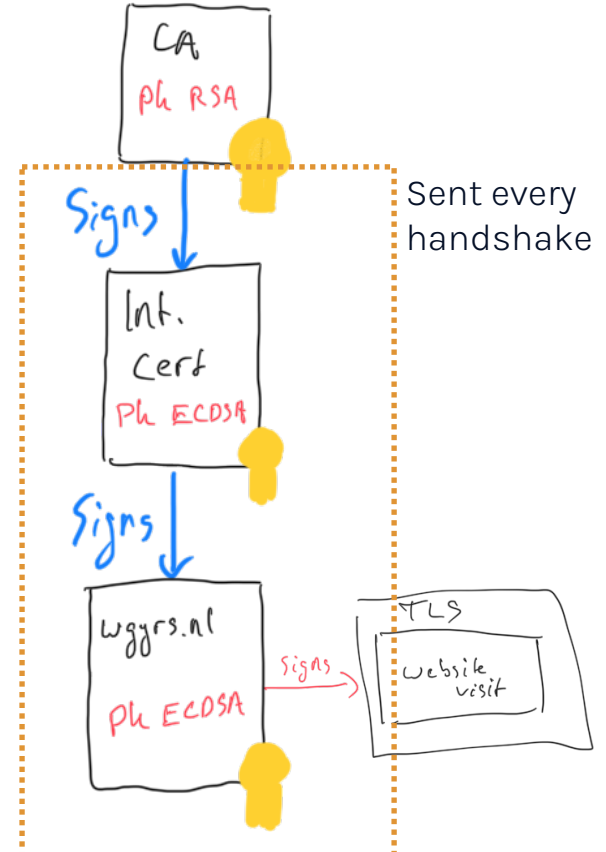 CA
Pk RSA
Signs
Sent every
handshake
Int.
Cert
Pk ECDSA
Signs
wggrs.nl
Pk ECDSA
signs
TLS
website
visit